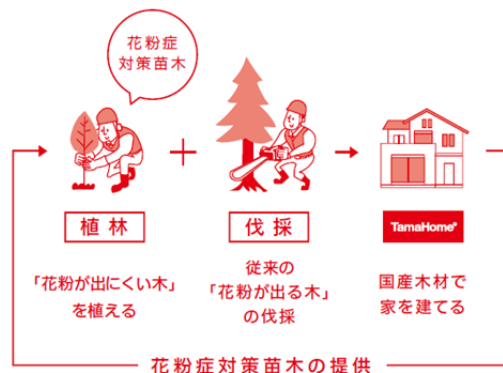 花粉症
対策苗木
植林
伐採
TamaHome
「花粉が出にくい木」
を植える
従来の
「花粉が出る木」
の伐採
国産木材で
家を建てる
花粉症対策苗木の提供